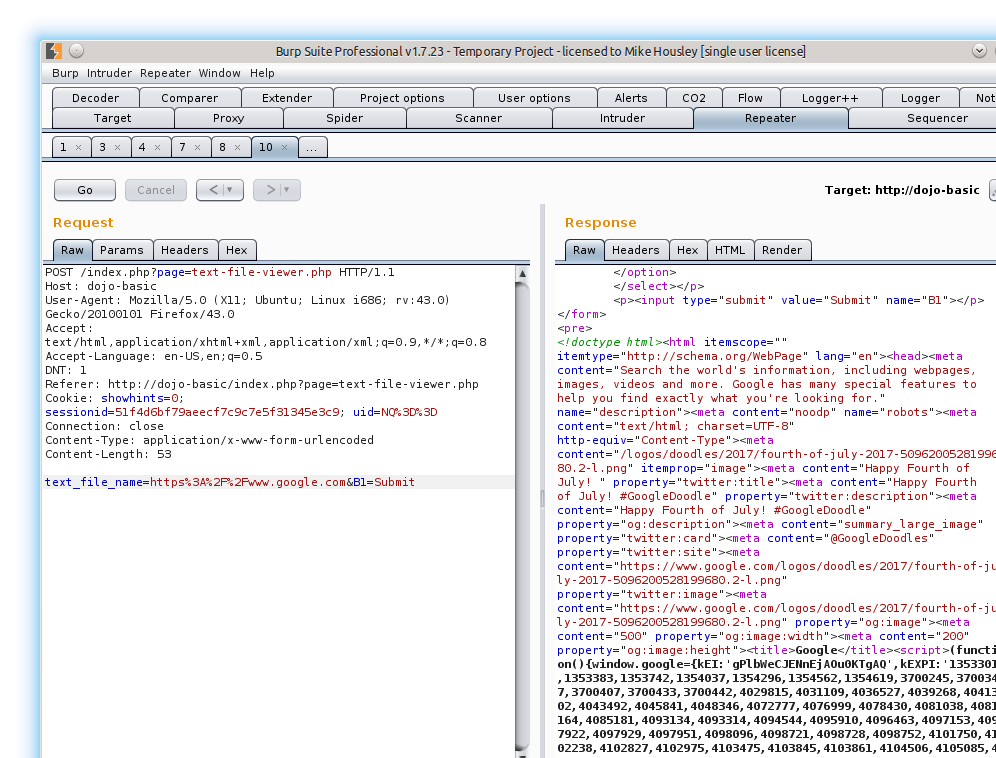 Burp Suite Professional v1.7.23 - Temporary Project - licensed to Mike Housley [single user license]
Burp Intruder Repeater Window Help
Decoder Comparer Extender Project options User options Alerts CO2 Flow Logger++ Logger Not
Target Proxy Spider Scanner Intruder Repeater Sequencer
1 × 3 × 4 × 7 × 8 × 10 × ...
Go Cancel < ▾ > ▾ Target: http://dojo-basic
Request
Raw Params Headers Hex
POST /index.php?page=text-file-viewer.php HTTP/1.1
Host: dojo-basic
User-Agent: Mozilla/5.0 (X11; Ubuntu; Linux i686; rv:43.0)
Gecko/20100101 Firefox/43.0
Accept:
text/html,application/xhtml+xml,application/xml;q=0.9,*/*;q=0.8
Accept-Language: en-US,en;q=0.5
DNT: 1
Referer: http://dojo-basic/index.php?page=text-file-viewer.php
Cookie: showhints=0;
sessionid=51f4d6bf79aeecf7c9c7e5f31345e3c9; uid=NQ%3D%3D
Connection: close
Content-Type: application/x-www-form-urlencoded
Content-Length: 53
text_file_name=https%3A%2F%2Fwww.google.com&B1=Submit
Response
Raw Headers Hex HTML Render
</option>
</select></p>
<p><input type="submit" value="Submit" name="B1"></p>
</form>
<pre>
<!doctype html><html itemscope=""
itemtype="http://schema.org/WebPage" lang="en"><head><meta
content="Search the world's information, including webpages,
images, videos and more. Google has many special features to
help you find exactly what you're looking for."
name="description"><meta content="noodp" name="robots"><meta
content="text/html; charset=UTF-8"
http-equiv="Content-Type"><meta
content="/logos/doodles/2017/fourth-of-july-2017-50962005281996
80.2-l.png" itemprop="image"><meta content="Happy Fourth of
July! " property="twitter:title"><meta content="Happy Fourth
of July! #GoogleDoodle" property="twitter:description"><meta
content="Happy Fourth of July! #GoogleDoodle"
property="og:description"><meta content="summary_large_image"
property="twitter:card"><meta content="@GoogleDoodles"
property="twitter:site"><meta
content="https://www.google.com/logos/doodles/2017/fourth-of-ju
ly-2017-5096200528199680.2-l.png"
property="twitter:image"><meta
content="https://www.google.com/logos/doodles/2017/fourth-of-ju
ly-2017-5096200528199680.2-l.png" property="og:image"><meta
content="500" property="og:image:width"><meta content="200"
property="og:image:height"><title>Google</title><script>(functi
on(){window.google={kEI:'gPlbWeCJENNnEjAOu0KTgAQ',kEXPI:'1353301
,1353383,1353742,1354037,1354296,1354562,1354619,3700245,370034
7,3700407,3700433,3700442,4029815,4031109,4036527,4039268,40413
02,4043492,4045841,4048346,4072777,4076999,4078430,4081038,4081
164,4085181,4093134,4093314,4094544,4095910,4096463,4097153,409
7922,4097929,4097951,4098096,4098721,4098728,4098752,4101750,41
02238,4102827,4102975,4103475,4103845,4103861,4104506,4105085,4